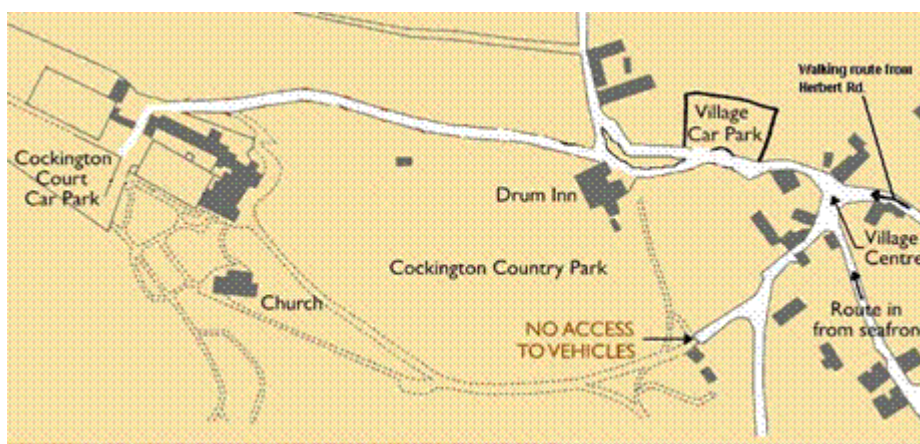 Walking route from
Herbert Rd.
Village
Car Park
Cockington
Court
Car Park
Drum Inn
Village
Centre
Cockington Country Park
Church
Route in
from seafron
NO ACCESS
TO VEHICLES